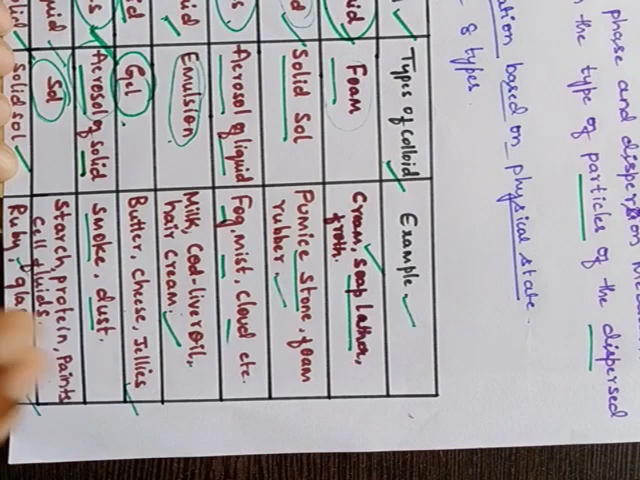 phase and dispersion
the type of particles of the dispersed
based on physical state.
8 types
Types of colloid
Example
Foam
Cream, Soap Lather,
froth.
Solid Sol
Pumice Stone, foam
rubber
Aerosol of liquid
Fog, mist, Cloud etc.
Emulsion
Milk, Cod-liver oil,
hair cream
Gel
Butter, Cheese, Jellies
Aerosol of solid
Smoke, dust.
Sol
Starch, protein, Paints
Cell fluids.
Solid sol
Ruby,